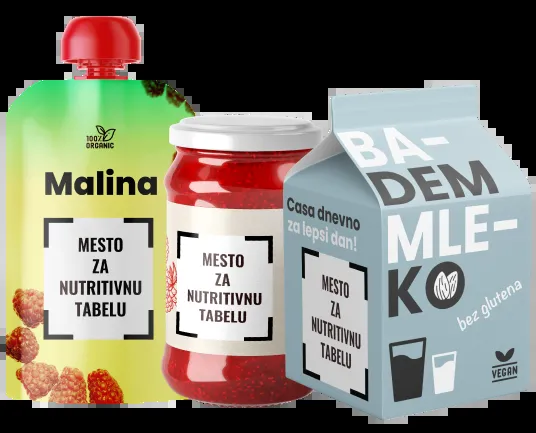 100%
ORGANIC
Malina
MESTO
ZA
NUTRITIVNU
TABELU
MESTO
ZA
NUTRITIVNU
TABELU
Casa dnevno
za lepsi dan!
MESTO
ZA
NUTRITIVNU
TABELU
BA-
DEM
MLE-
KO
bez glutena
VEGAN